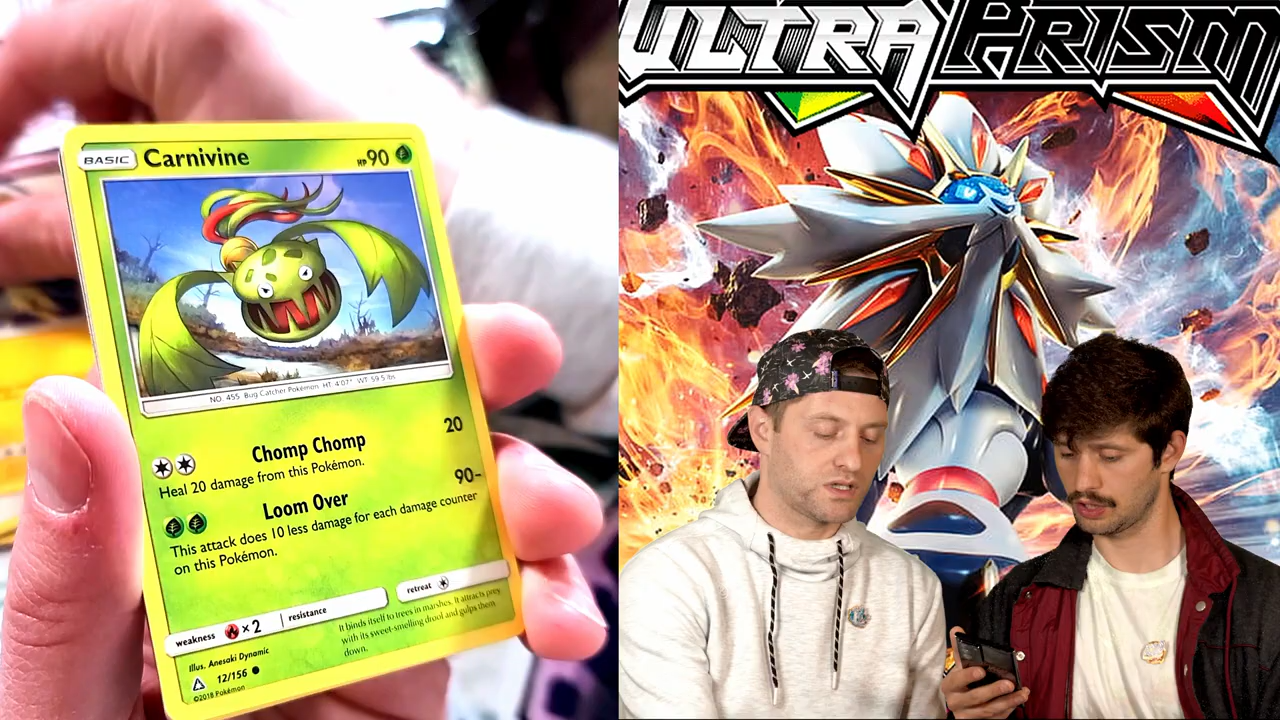 BASIC Carnivine HP 90
NO. 455 Bug Catcher Pokémon HT: 4'07" WT: 59.5 lbs
Chomp Chomp 20
Heal 20 damage from this Pokémon.
Loom Over 90-
This attack does 10 less damage for each damage counter
on this Pokémon.
weakness ×2 resistance retreat
It binds itself to trees in marshes. It attracts prey
with its sweet-smelling drool and gulps them
down.
Illus. Anesaki Dynamic
12/156
©2018 Pokémon
ULTRA PRISM